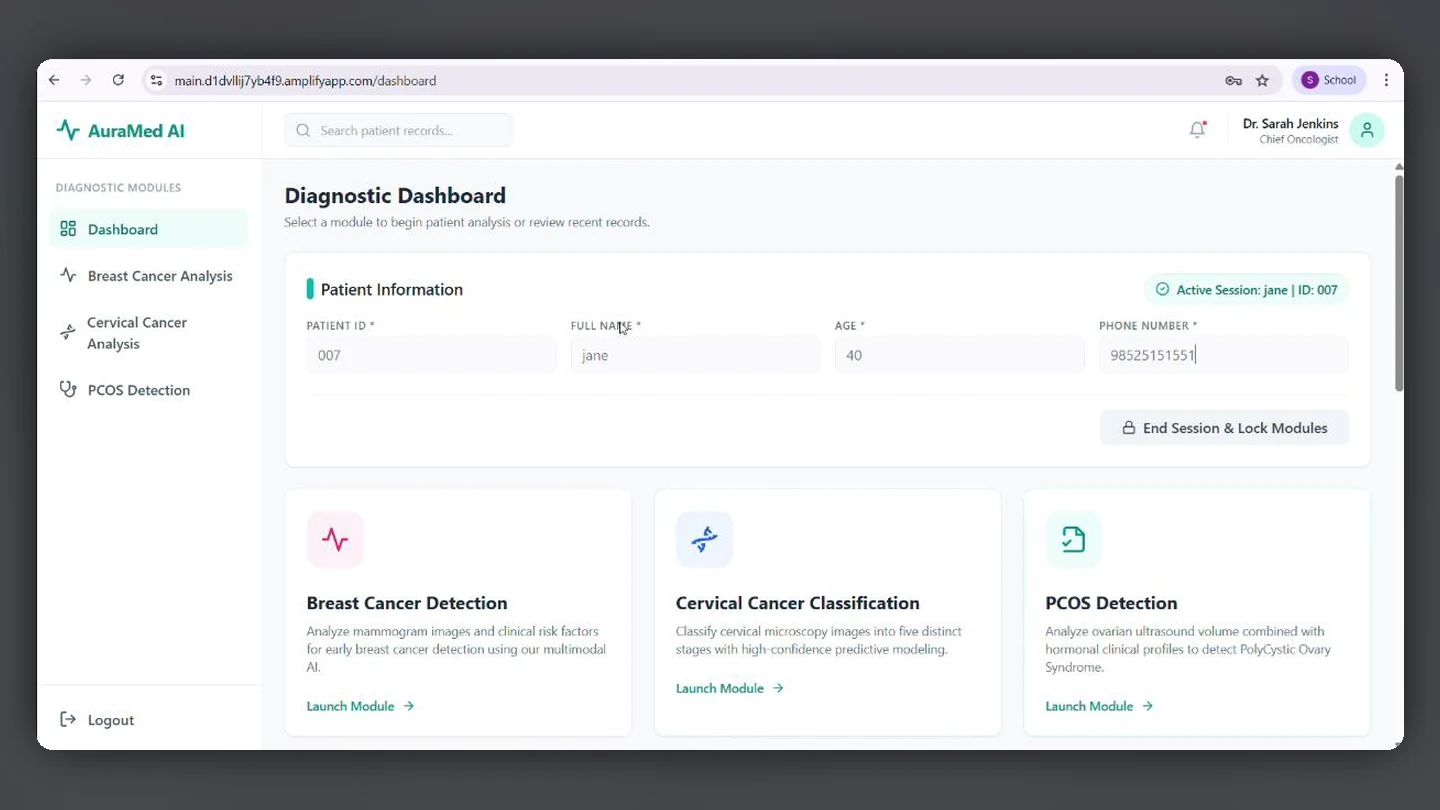 main.d1dvllij7yb4f9.amplifyapp.com/dashboard
S School
AuraMed AI
Search patient records...
Dr. Sarah Jenkins
Chief Oncologist
DIAGNOSTIC MODULES
Dashboard
Breast Cancer Analysis
Cervical Cancer
Analysis
PCOS Detection
Logout
Diagnostic Dashboard
Select a module to begin patient analysis or review recent records.
Patient Information
Active Session: jane | ID: 007
PATIENT ID *
007
FULL NAME *
jane
AGE *
40
PHONE NUMBER *
98525151551
End Session & Lock Modules
Breast Cancer Detection
Analyze mammogram images and clinical risk factors
for early breast cancer detection using our multimodal
AI.
Launch Module
Cervical Cancer Classification
Classify cervical microscopy images into five distinct
stages with high-confidence predictive modeling.
Launch Module
PCOS Detection
Analyze ovarian ultrasound volume combined with
hormonal clinical profiles to detect PolyCystic Ovary
Syndrome.
Launch Module